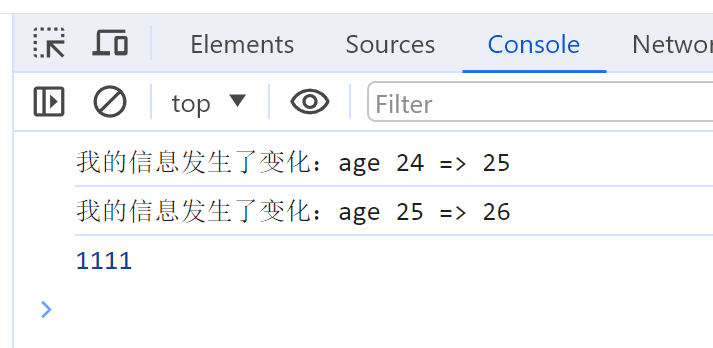 Elements Sources Console Networ
top Filter
我的信息发生了变化：age 24 => 25
我的信息发生了变化：age 25 => 26
1111